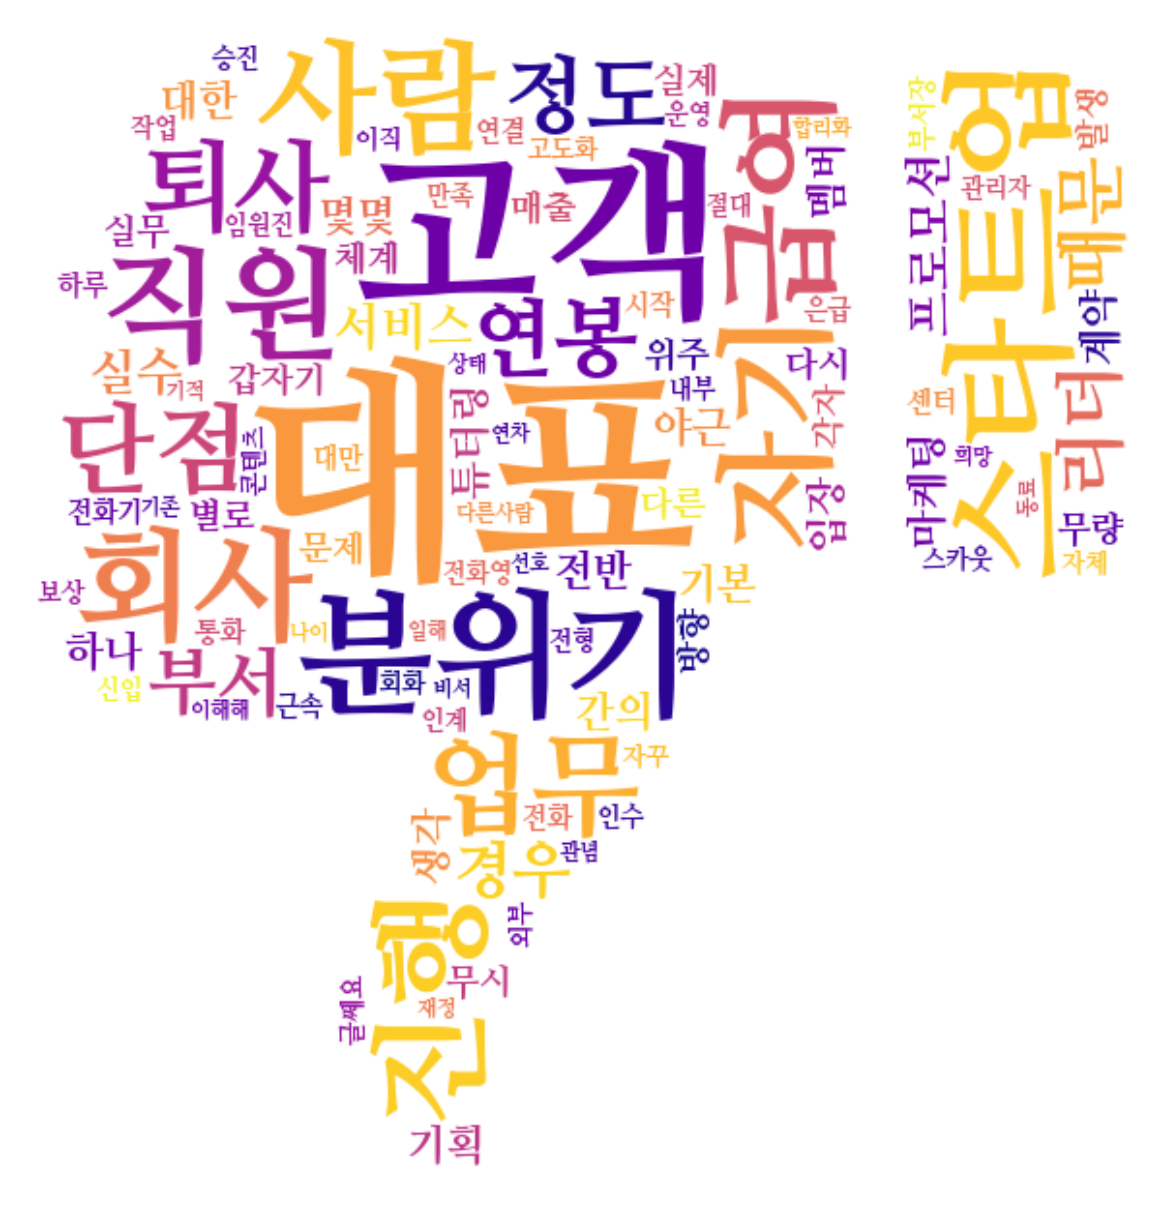 승진
사람
정도
실제
대한
운영
작업
이직
연결
고도화
합리화
급여
멤버
퇴사
고객
만족
매출
절대
몇몇
임원진
실무
체계
직원
하루
서비스
연봉
시작
은급
위주
다시
자기
실수
기적
갑자기
상태
내부
대표
단점
콘텐츠
대만
튜터링
연차
야근
각자
전화기
기존
별로
다른사람
다른
입장
회사
문제
전화영
선호
전반
기본
보상
하나
통화
나이
분위기
일해
전형
방향
부서
신입
이해해
근속
회화
비서
인계
간의
업무
자꾸
생각
전화
인수
경우
관념
진행
외부
무시
글쎄요
재정
기획
부서장
스타트업
발생
프로모션
관리자
때문
계약
센터
리더
마케팅
희망
동료
무량
스카웃
자체